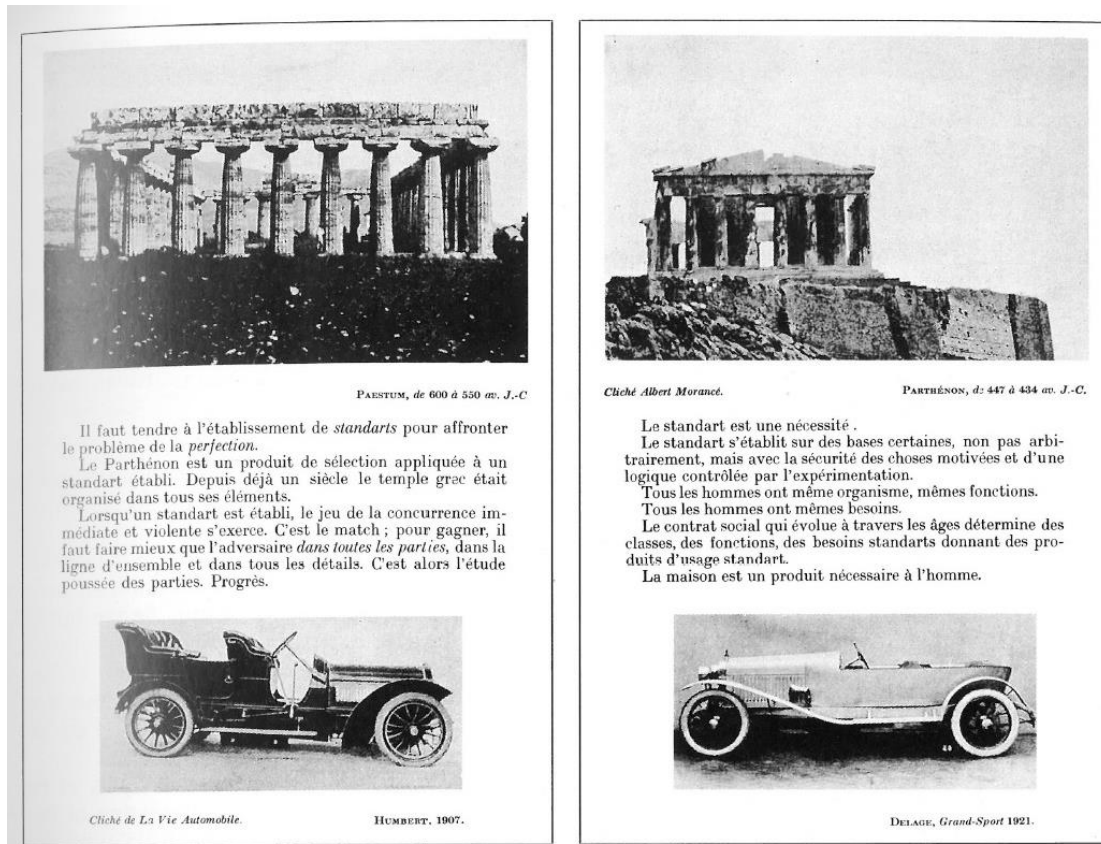 PAESTUM, de 600 à 550 av. J.-C
Il faut tendre à l'établissement de standarts pour affronter
le problème de la perfection.
Le Parthénon est un produit de sélection appliquée à un
standart établi. Depuis déjà un siècle le temple grec était
organisé dans tous ses éléments.
Lorsqu'un standart est établi, le jeu de la concurrence im-
médiate et violente s'exerce. C'est le match ; pour gagner, il
faut faire mieux que l'adversaire dans toutes les parties, dans la
ligne d'ensemble et dans tous les détails. C'est alors l'étude
poussée des parties. Progrès.
Cliché de La Vie Automobile.
HUMBERT, 1907.
Cliché Albert Morancé.
PARTHÉNON, de 447 à 434 av. J.-C.
Le standart est une nécessité .
Le standart s'établit sur des bases certaines, non pas arbi-
trairement, mais avec la sécurité des choses motivées et d'une
logique contrôlée par l'expérimentation.
Tous les hommes ont même organisme, mêmes fonctions.
Tous les hommes ont mêmes besoins.
Le contrat social qui évolue à travers les âges détermine des
classes, des fonctions, des besoins standarts donnant des pro-
duits d'usage standart.
La maison est un produit nécessaire à l'homme.
DELAGE, Grand-Sport 1921.